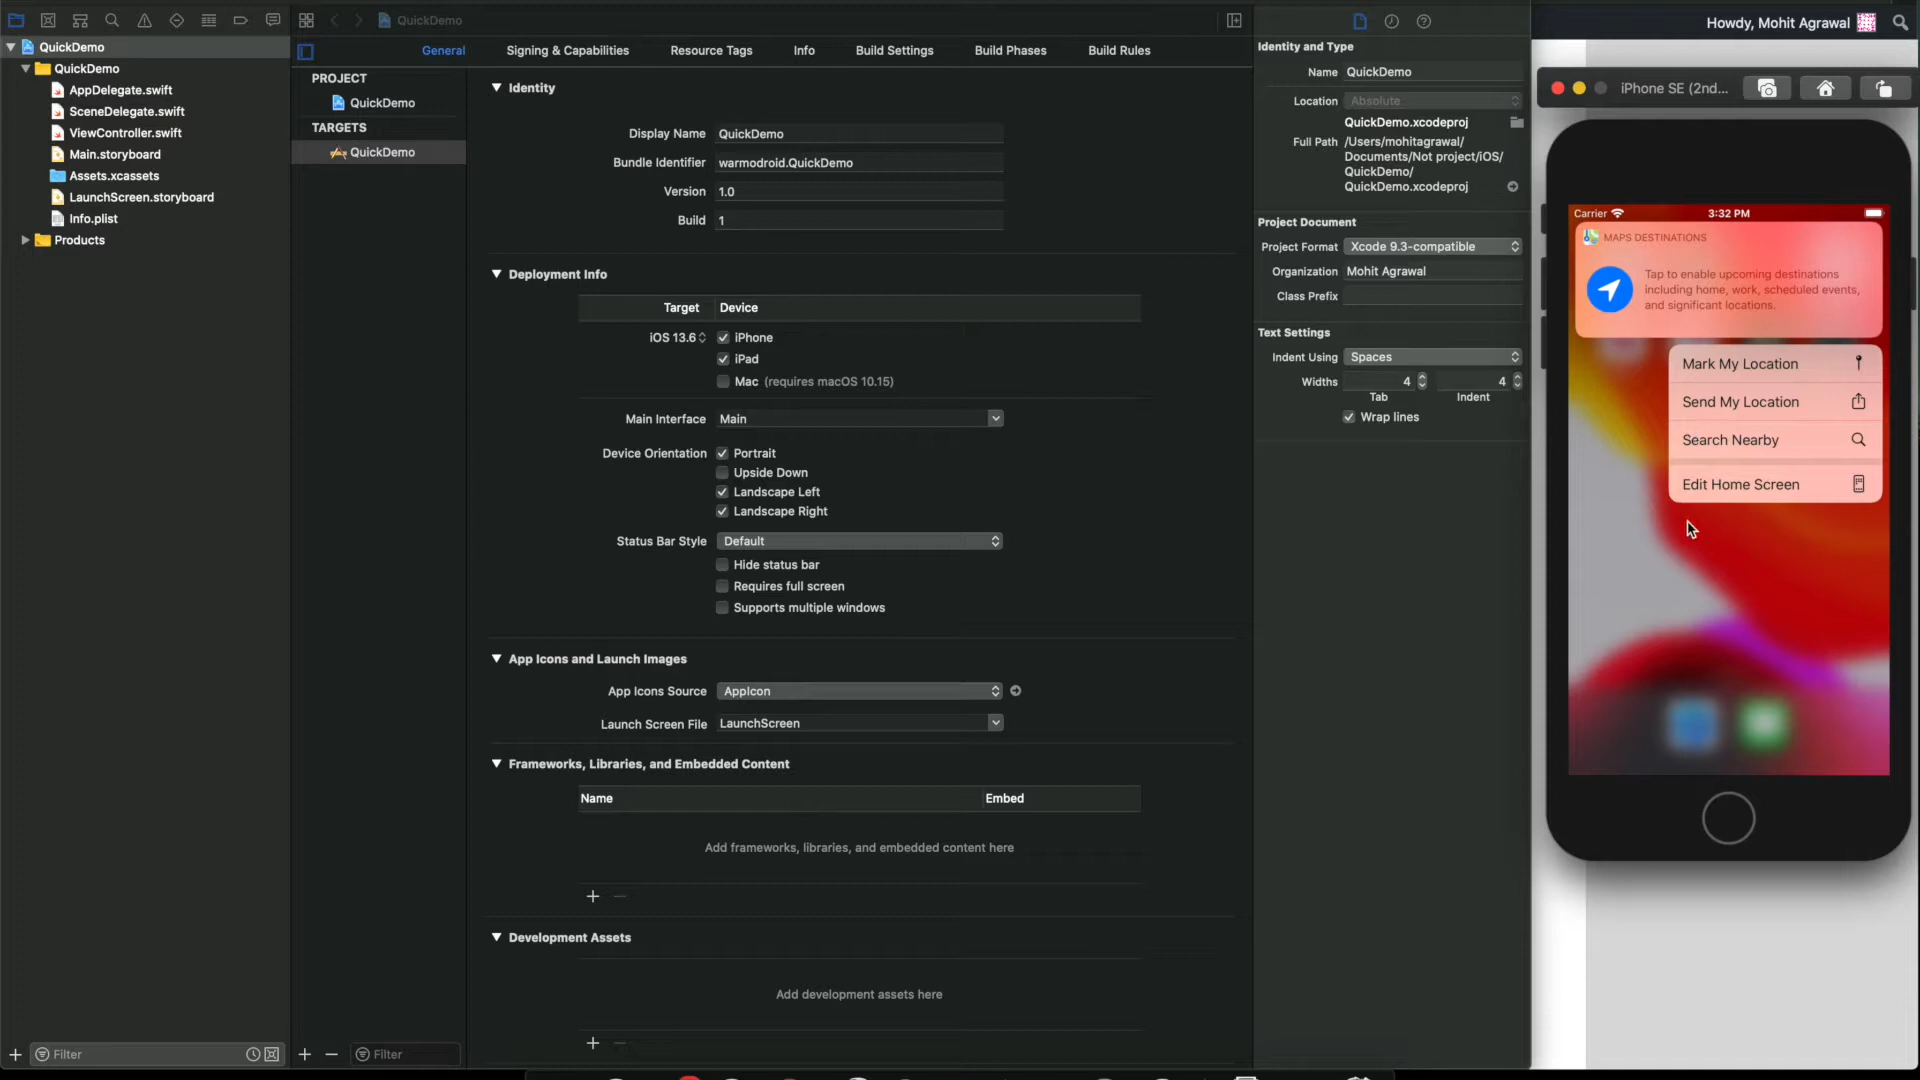 QuickDemo
QuickDemo
AppDelegate.swift
SceneDelegate.swift
ViewController.swift
Main.storyboard
Assets.xcassets
LaunchScreen.storyboard
Info.plist
Products
Filter
QuickDemo
General
Signing & Capabilities
Resource Tags
Info
Build Settings
Build Phases
Build Rules
PROJECT
QuickDemo
TARGETS
QuickDemo
Filter
Identity
Display Name QuickDemo
Bundle Identifier warmodroid.QuickDemo
Version 1.0
Build 1
Deployment Info
Target Device
iOS 13.6 iPhone
iPad
Mac (requires macOS 10.15)
Main Interface Main
Device Orientation Portrait
Upside Down
Landscape Left
Landscape Right
Status Bar Style Default
Hide status bar
Requires full screen
Supports multiple windows
App Icons and Launch Images
App Icons Source AppIcon
Launch Screen File LaunchScreen
Frameworks, Libraries, and Embedded Content
Name Embed
Add frameworks, libraries, and embedded content here
Development Assets
Add development assets here
Identity and Type
Name QuickDemo
Location Absolute
QuickDemo.xcodeproj
Full Path /Users/mohitagrawal/
Documents/Not project/iOS/
QuickDemo/
QuickDemo.xcodeproj
Project Document
Project Format Xcode 9.3-compatible
Organization Mohit Agrawal
Class Prefix
Text Settings
Indent Using Spaces
Widths 4 4
Tab Indent
Wrap lines
Howdy, Mohit Agrawal
iPhone SE (2nd...
Carrier 3:32 PM
MAPS DESTINATIONS
Tap to enable upcoming destinations
including home, work, scheduled events,
and significant locations.
Mark My Location
Send My Location
Search Nearby
Edit Home Screen